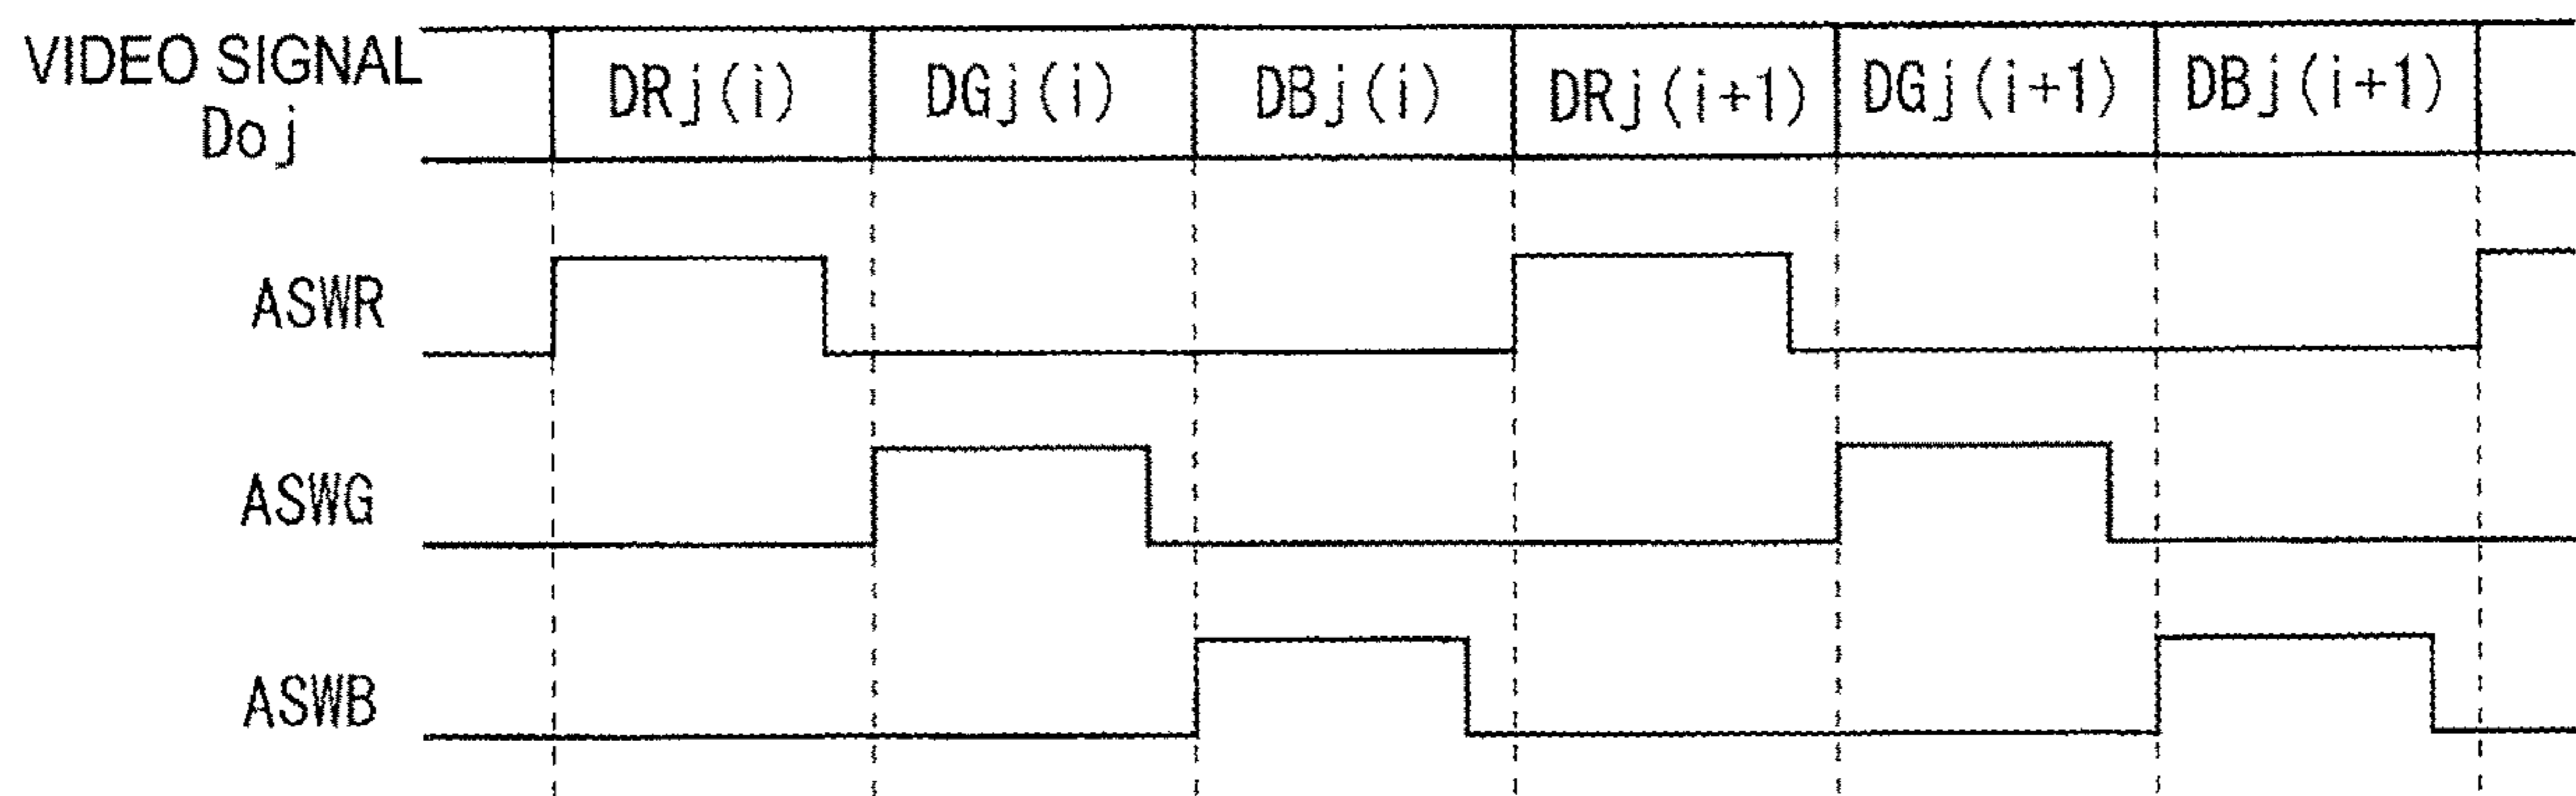 VIDEO SIGNAL
Doj
DRj(i) DGj(i) DBj(i) DRj(i+1) DGj(i+1) DBj(i+1)
ASWR
ASWG
ASWB